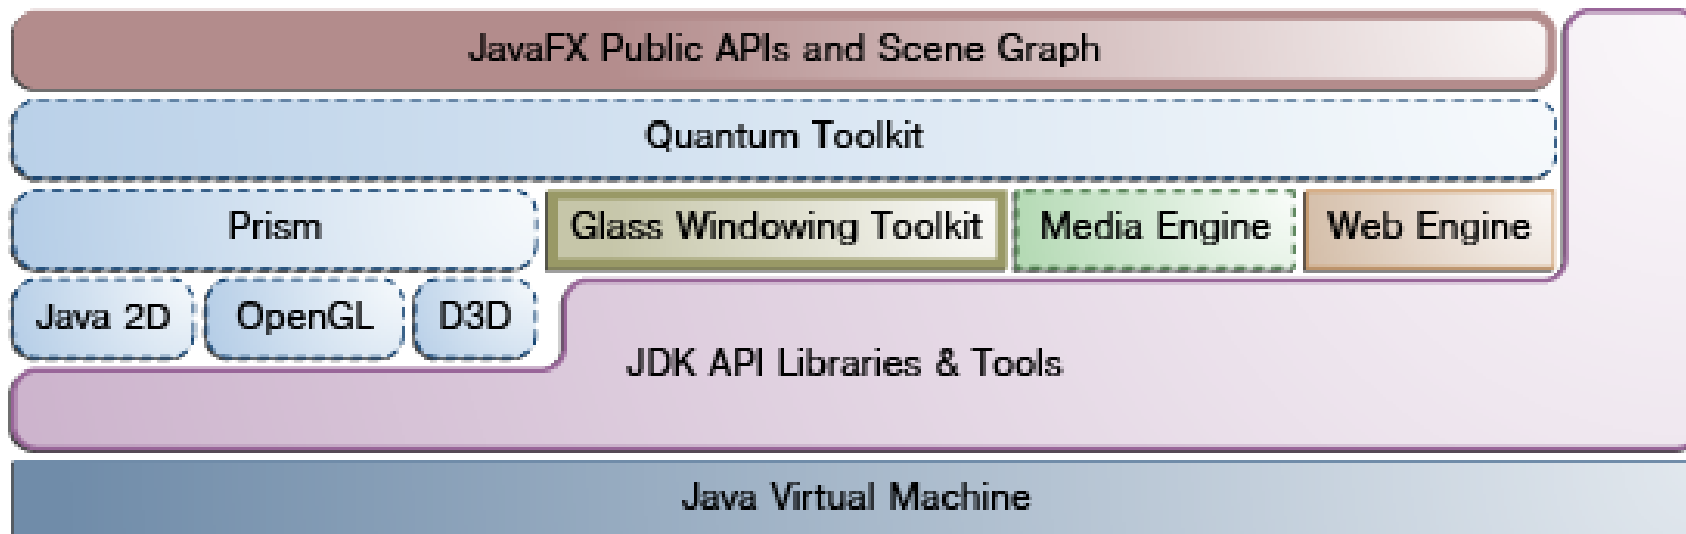 JavaFX Public APIs and Scene Graph
Quantum Toolkit
Prism Glass Windowing Toolkit Media Engine Web Engine
Java 2D OpenGL D3D
JDK API Libraries & Tools
Java Virtual Machine